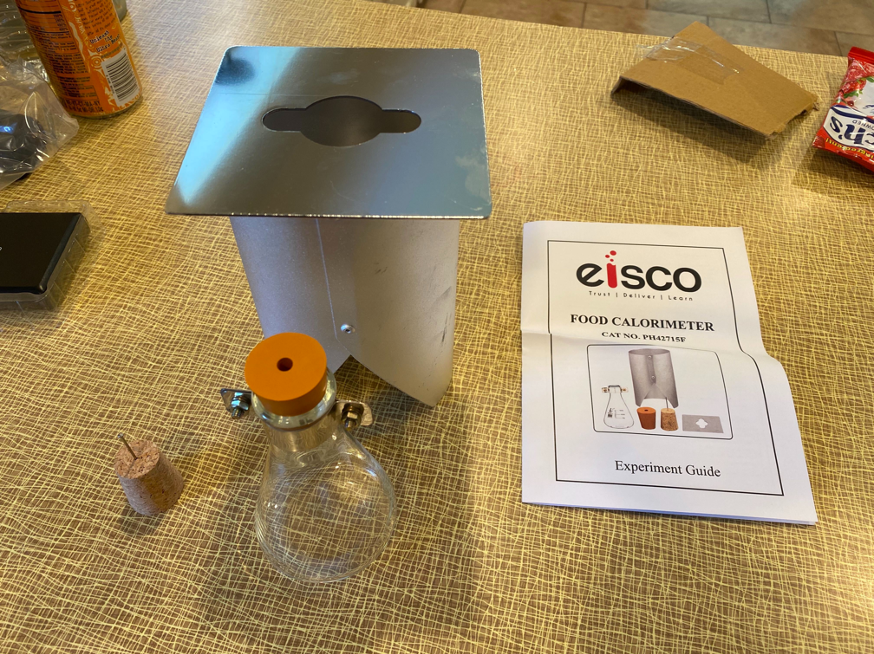 eisco
Trust | Deliver | Learn
FOOD CALORIMETER
CAT NO. PH42715F
Experiment Guide